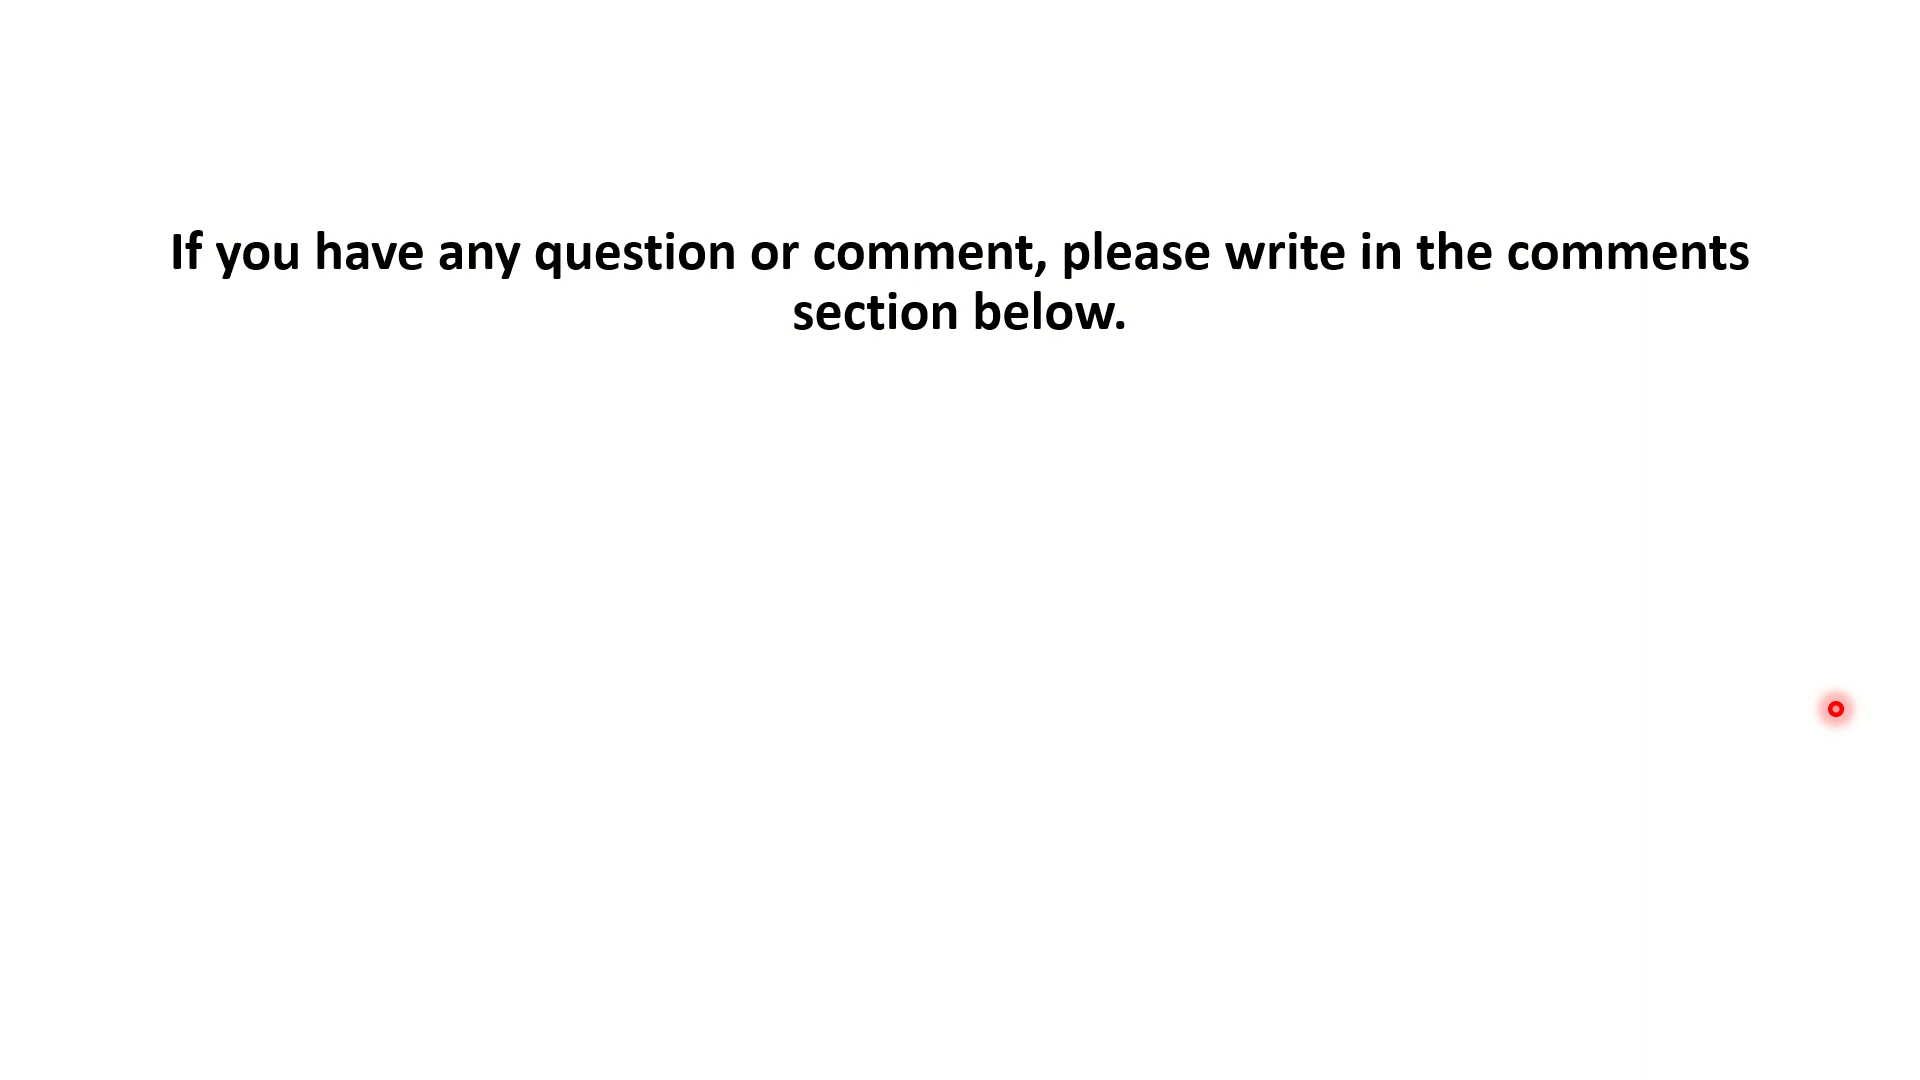 If you have any question or comment, please write in the comments
section below.